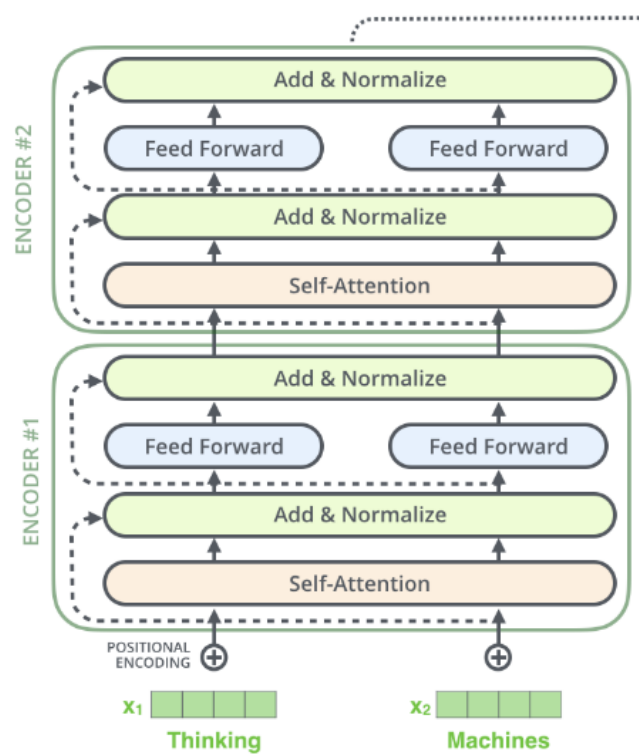 ENCODER #2
Add & Normalize
Feed Forward Feed Forward
Add & Normalize
Self-Attention
ENCODER #1
Add & Normalize
Feed Forward Feed Forward
Add & Normalize
Self-Attention
POSITIONAL
ENCODING
x₁ x₂
Thinking Machines